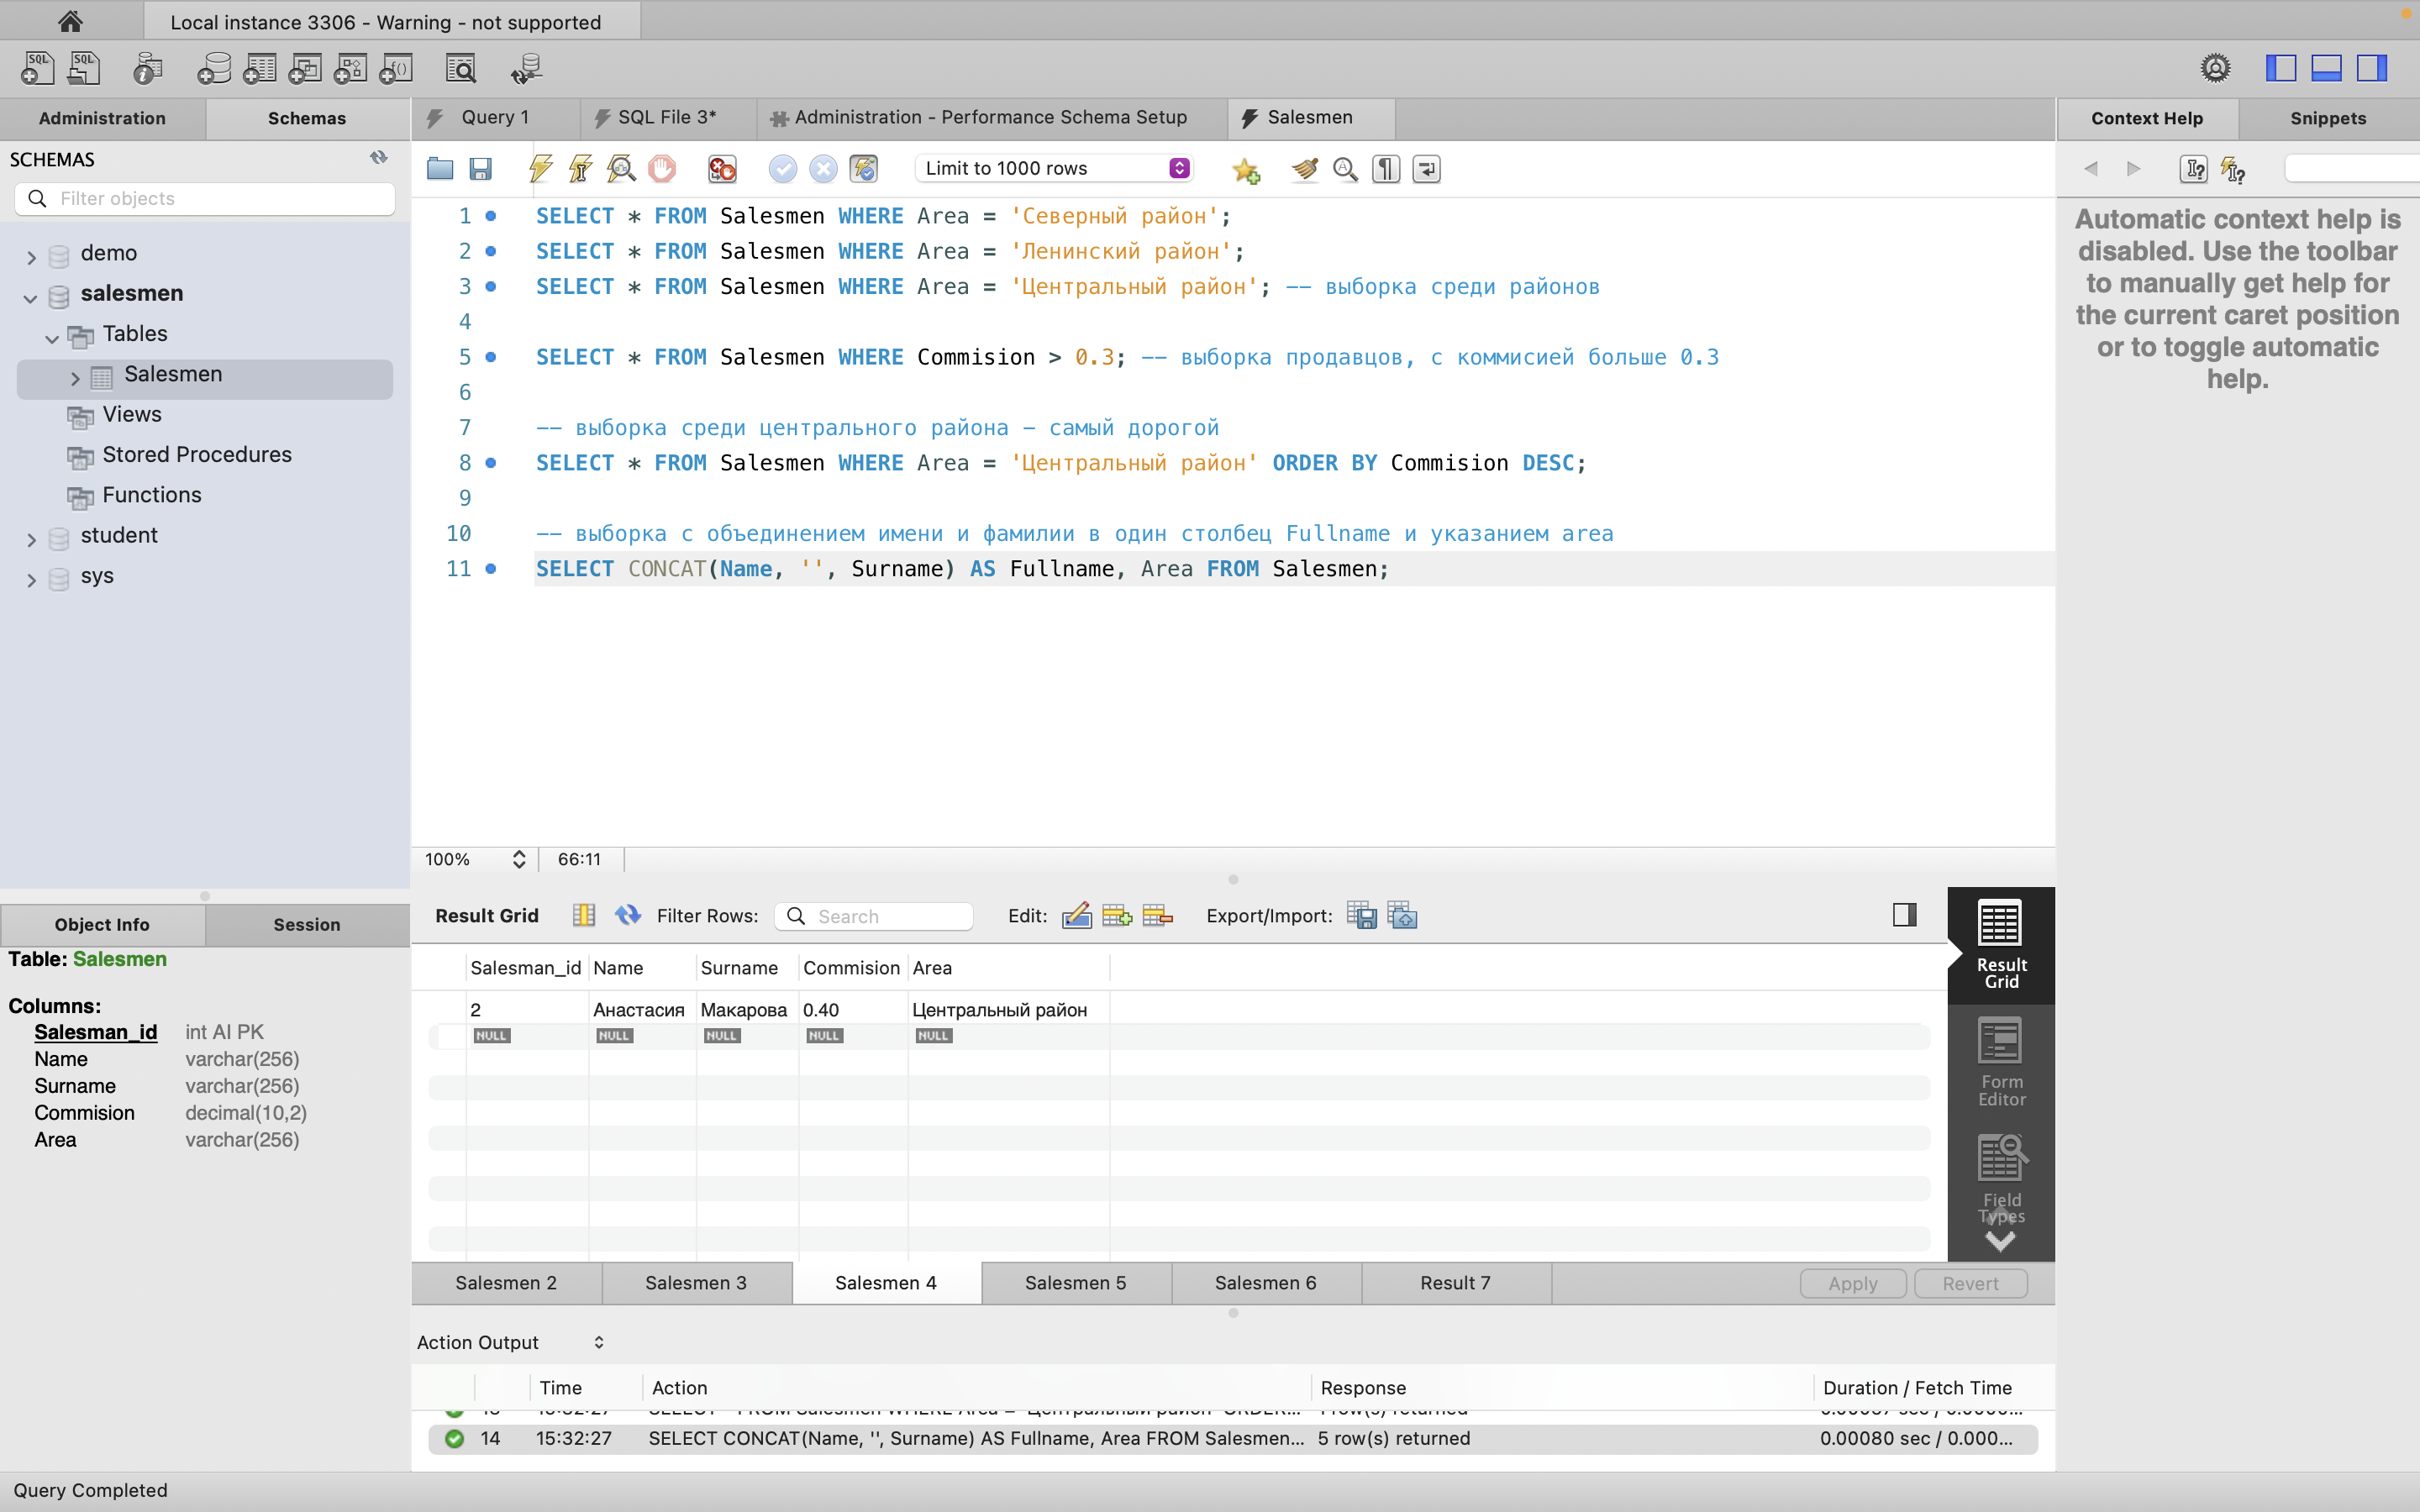 Local instance 3306 - Warning - not supported
Administration
Schemas
Query 1
SQL File 3*
Administration - Performance Schema Setup
Salesmen
Context Help
Snippets
SCHEMAS
Filter objects
demo
salesmen
Tables
Salesmen
Views
Stored Procedures
Functions
student
sys
Limit to 1000 rows
1 SELECT * FROM Salesmen WHERE Area = 'Северный район';
2 SELECT * FROM Salesmen WHERE Area = 'Ленинский район';
3 SELECT * FROM Salesmen WHERE Area = 'Центральный район'; -- выборка среди районов
4
5 SELECT * FROM Salesmen WHERE Commision > 0.3; -- выборка продавцов, с коммисией больше 0.3
6
7 -- выборка среди центрального района - самый дорогой
8 SELECT * FROM Salesmen WHERE Area = 'Центральный район' ORDER BY Commision DESC;
9
10 -- выборка с объединением имени и фамилии в один столбец Fullname и указанием area
11 SELECT CONCAT(Name, '', Surname) AS Fullname, Area FROM Salesmen;
Automatic context help is
disabled. Use the toolbar
to manually get help for
the current caret position
or to toggle automatic
help.
100%
66:11
Object Info
Session
Table: Salesmen
Columns:
Salesman_id int AI PK
Name varchar(256)
Surname varchar(256)
Commision decimal(10,2)
Area varchar(256)
Result Grid
Filter Rows:
Search
Edit:
Export/Import:
Salesman_id Name Surname Commision Area
2 Анастасия Макарова 0.40 Центральный район
NULL NULL NULL NULL NULL
Result
Grid
Form
Editor
Field
Types
Salesmen 2
Salesmen 3
Salesmen 4
Salesmen 5
Salesmen 6
Result 7
Apply
Revert
Action Output
Time Action Response Duration / Fetch Time
14 15:32:27 SELECT CONCAT(Name, '', Surname) AS Fullname, Area FROM Salesmen... 5 row(s) returned 0.00080 sec / 0.000...
Query Completed